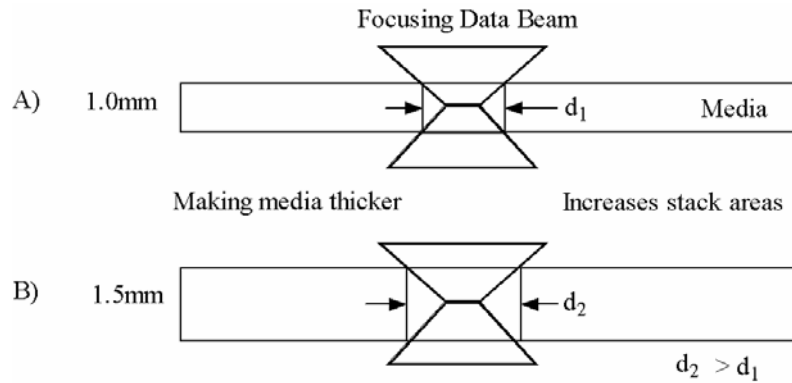 Focusing Data Beam
A) 1.0mm d1 Media
Making media thicker Increases stack areas
B) 1.5mm d2
d2 > d1